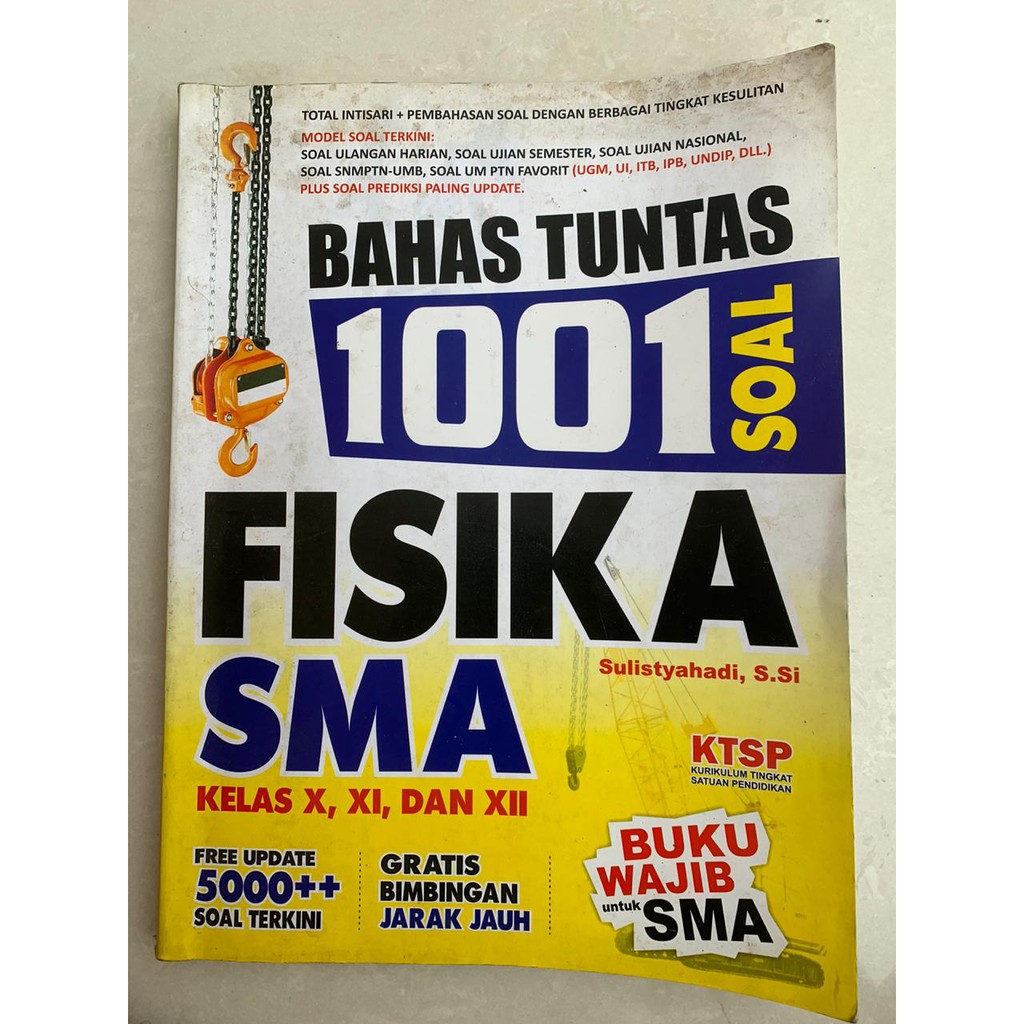 TOTAL INTISARI + PEMBAHASAN SOAL DENGAN BERBAGAI TINGKAT KESULITAN
MODEL SOAL TERKINI:
SOAL ULANGAN HARIAN, SOAL UJIAN SEMESTER, SOAL UJIAN NASIONAL,
SOAL SNMPTN-UMB, SOAL UM PTN FAVORIT (UGM, UI, ITB, IPB, UNDIP, DLL.)
PLUS SOAL PREDIKSI PALING UPDATE.
BAHAS TUNTAS
1001
SOAL
FISIKA
Sulistyahadi, S.Si
SMA
KTSP
KURIKULUM TINGKAT
SATUAN PENDIDIKAN
KELAS X, XI, DAN XII
FREE UPDATE
5000++
SOAL TERKINI
GRATIS
BIMBINGAN
JARAK JAUH
BUKU
WAJIB
untuk SMA